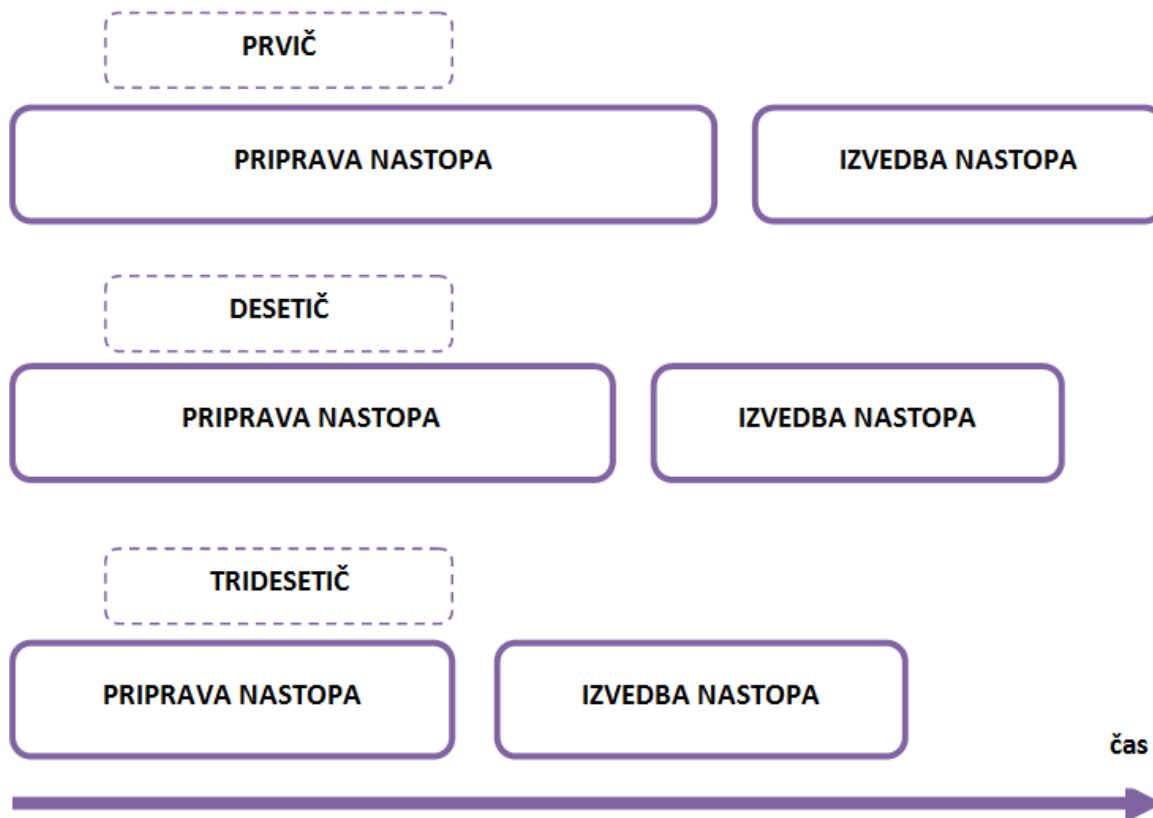 PRVIČ
PRIPRAVA NASTOPA
IZVEDBA NASTOPA
DESETIČ
PRIPRAVA NASTOPA
IZVEDBA NASTOPA
TRIDESETIČ
PRIPRAVA NASTOPA
IZVEDBA NASTOPA
čas